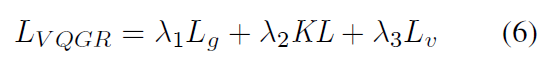 L_{VQGR} = λ_1 L_g + λ_2 KL + λ_3 L_v (6)